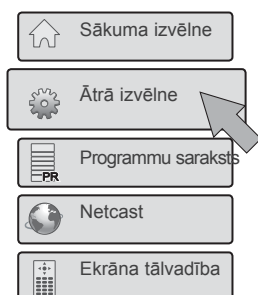 Sākuma izvēlne
Ātrā izvēlne
Programmu saraksts
PR
Netcast
Ekrāna tālvadība